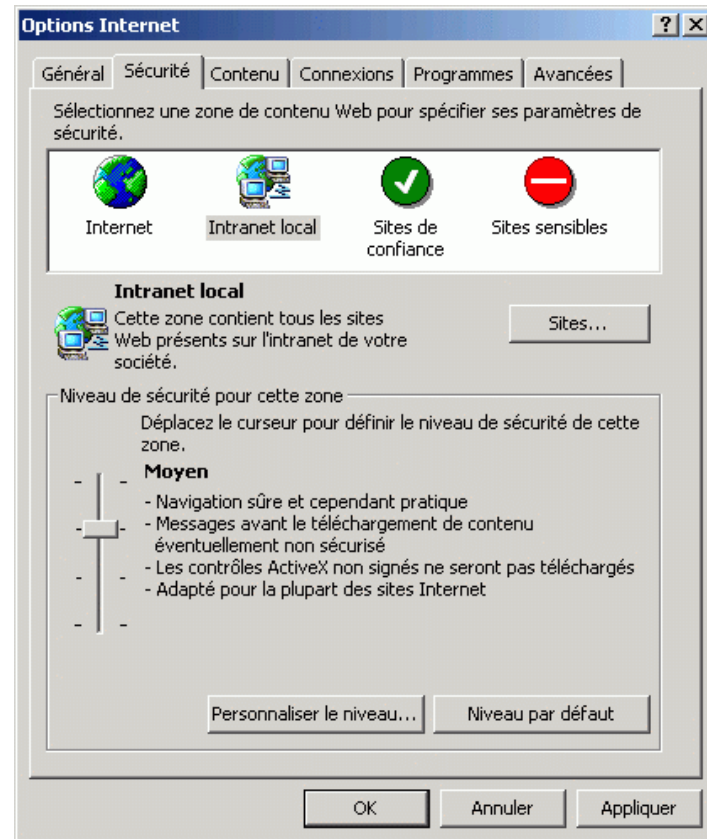 Options Internet
Général Sécurité Contenu Connexions Programmes Avancées
Sélectionnez une zone de contenu Web pour spécifier ses paramètres de
sécurité.
Internet Intranet local Sites de Sites sensibles
confiance
Intranet local
Cette zone contient tous les sites
Web présents sur l'intranet de votre
société.
Sites...
Niveau de sécurité pour cette zone
Déplacez le curseur pour définir le niveau de sécurité de cette
zone.
Moyen
- Navigation sûre et cependant pratique
- Messages avant le téléchargement de contenu
éventuellement non sécurisé
- Les contrôles ActiveX non signés ne seront pas téléchargés
- Adapté pour la plupart des sites Internet
Personnaliser le niveau... Niveau par défaut
OK Annuler Appliquer